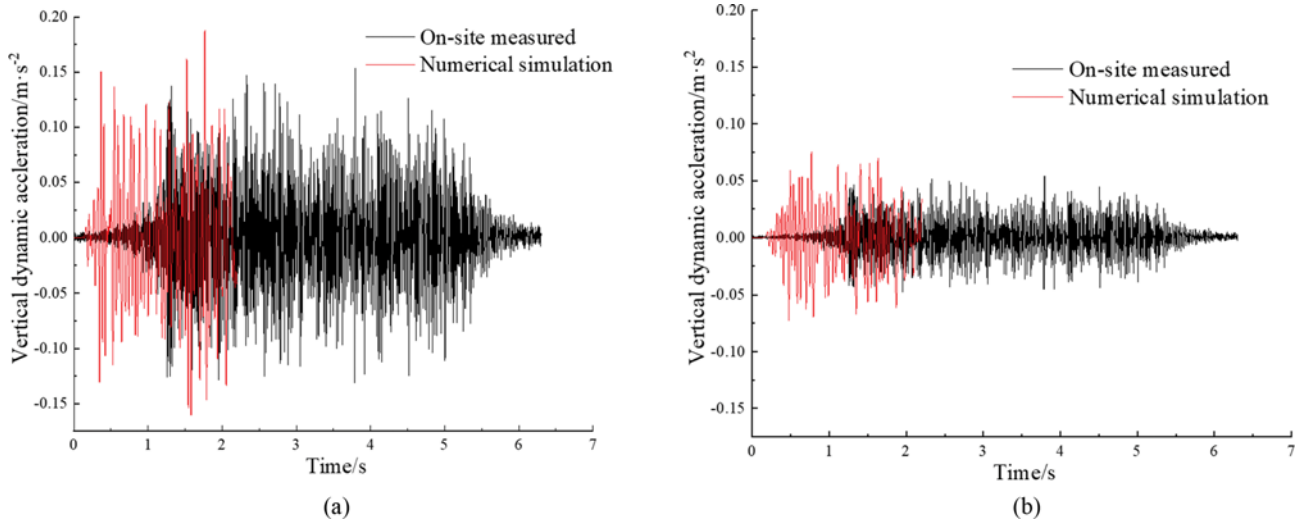 0.20
0.15
0.10
0.05
0.00
-0.05
-0.10
-0.15
Vertical dynamic accleration/m·s-2
On-site measured
Numerical simulation
0 1 2 3 4 5 6 7
Time/s
(a)
0.20
0.15
0.10
0.05
0.00
-0.05
-0.10
-0.15
Vertical dynamic accleration/m·s-2
On-site measured
Numerical simulation
0 1 2 3 4 5 6 7
Time/s
(b)